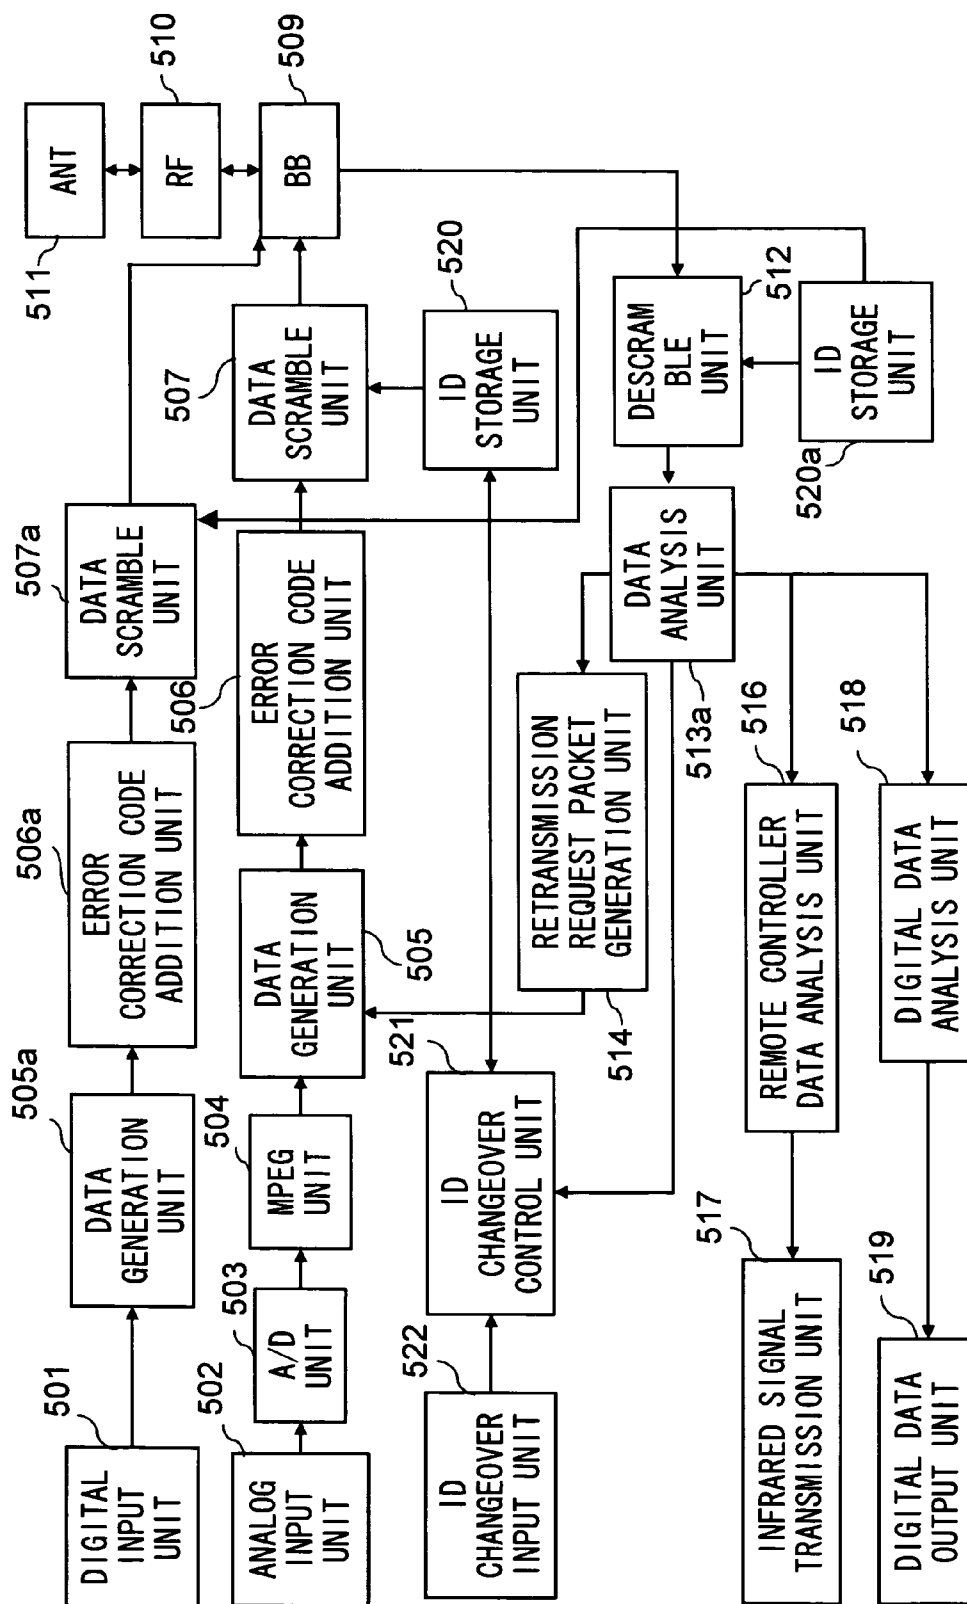 501
DIGITAL
INPUT
UNIT
505a
DATA
GENERATION
UNIT
506a
ERROR
CORRECTION CODE
ADDITION UNIT
507a
DATA
SCRAMBLE
UNIT
511
ANT
510
RF
509
BB
502
ANALOG
INPUT
UNIT
503
A/D
UNIT
504
MPEG
UNIT
505
DATA
GENERATION
UNIT
506
ERROR
CORRECTION CODE
ADDITION UNIT
507
DATA
SCRAMBLE
UNIT
520
ID
STORAGE
UNIT
522
ID
CHANGEOVER
INPUT UNIT
521
ID
CHANGEOVER
CONTROL UNIT
514
RETRANSMISSION
REQUEST PACKET
GENERATION UNIT
513a
DATA
ANALYSIS
UNIT
512
DESCRAM
BLE
UNIT
520a
ID
STORAGE
UNIT
517
INFRARED SIGNAL
TRANSMISSION UNIT
516
REMOTE CONTROLLER
DATA ANALYSIS UNIT
519
DIGITAL DATA
OUTPUT UNIT
518
DIGITAL DATA
ANALYSIS UNIT